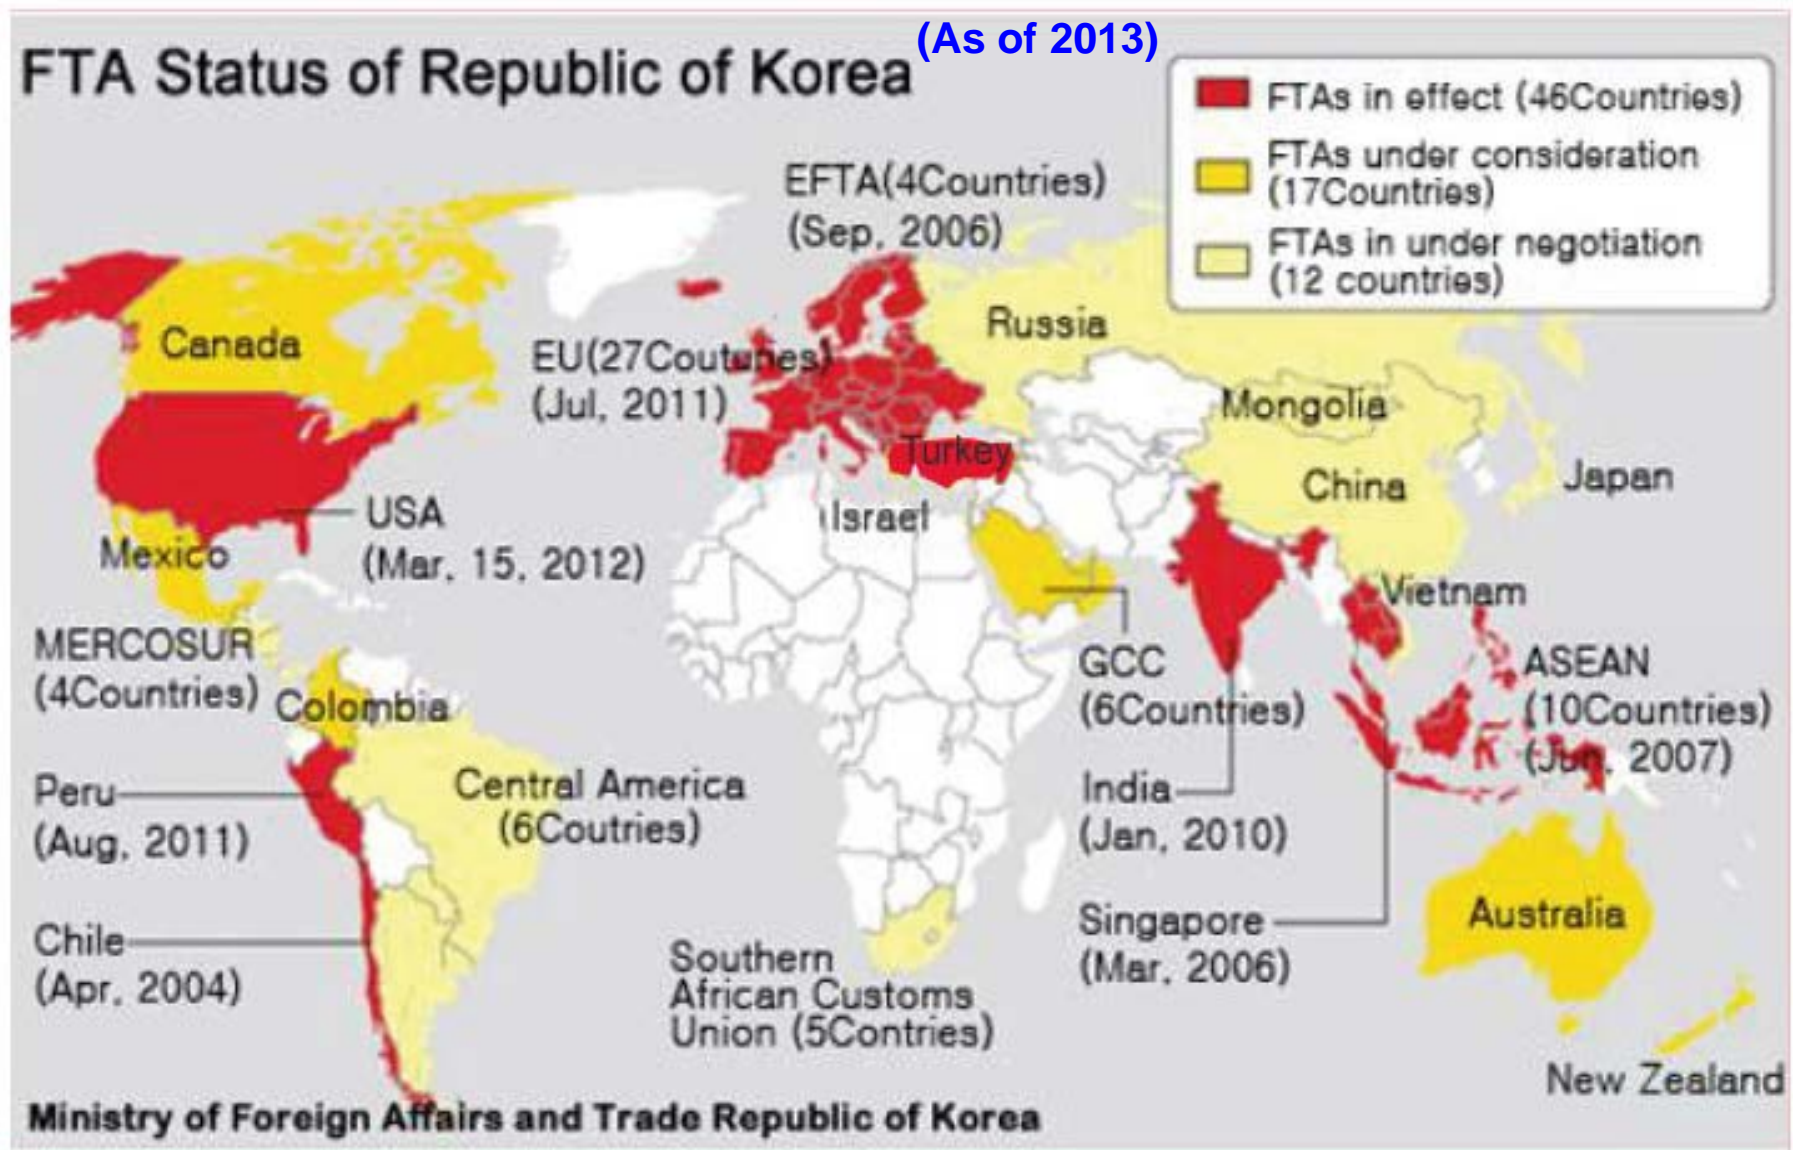 (As of 2013)
FTA Status of Republic of Korea
FTAs in effect (46Countries)
FTAs under consideration
(17Countries)
FTAs in under negotiation
(12 countries)
EFTA(4Countries)
(Sep, 2006)
Russia
Canada
EU(27Coutunes)
(Jul, 2011)
Mongolia
Turkey
China
Japan
Israel
USA
(Mar, 15, 2012)
Mexico
Vietnam
MERCOSUR
(4Countries)
Colombia
GCC
(6Countries)
ASEAN
(10Countries)
(Jun, 2007)
Peru
(Aug, 2011)
Central America
(6Coutries)
India
(Jan, 2010)
Chile
(Apr, 2004)
Southern
African Customs
Union (5Contries)
Singapore
(Mar, 2006)
Australia
New Zealand
Ministry of Foreign Affairs and Trade Republic of Korea